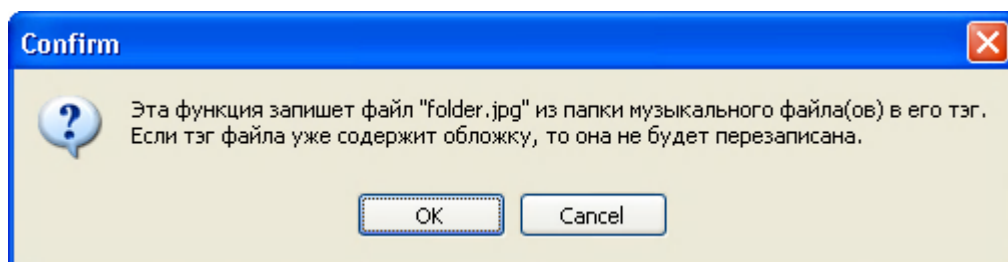 Confirm
Эта функция запишет файл "folder.jpg" из папки музыкального файла(ов) в его тэг.
Если тэг файла уже содержит обложку, то она не будет перезаписана.
OK Cancel